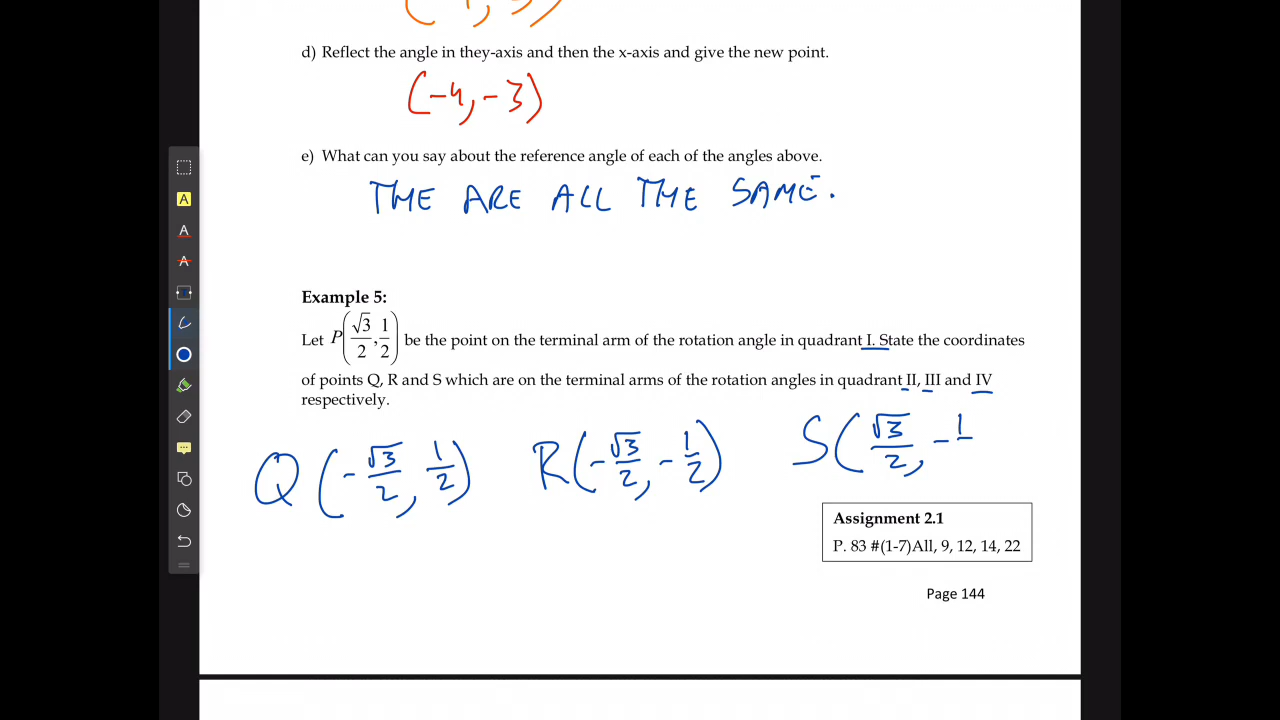 d) Reflect the angle in they-axis and then the x-axis and give the new point.
(-4, -3)
e) What can you say about the reference angle of each of the angles above.
THE ARE ALL THE SAME.
Example 5:
Let P(√3/2, 1/2) be the point on the terminal arm of the rotation angle in quadrant I. State the coordinates
of points Q, R and S which are on the terminal arms of the rotation angles in quadrant II, III and IV
respectively.
Q (-√3/2, 1/2) R(-√3/2, -1/2) S(√3/2, -1
Assignment 2.1
P. 83 #(1-7)All, 9, 12, 14, 22
Page 144